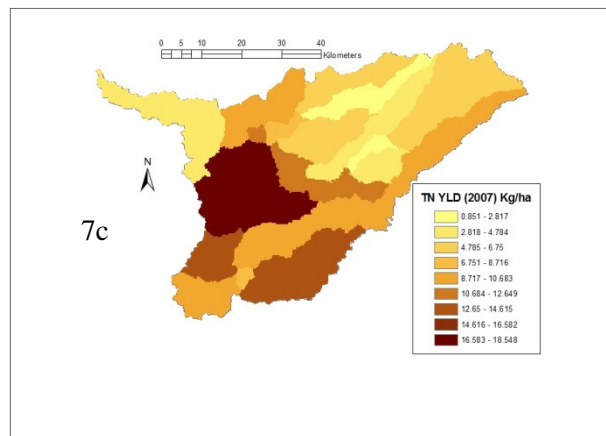 0 5 10 20 30 40
Kilometers
N
7c
TN YLD (2007) Kg/ha
0.851 - 2.817
2.818 - 4.784
4.785 - 6.75
6.751 - 8.716
8.717 - 10.683
10.684 - 12.649
12.65 - 14.615
14.616 - 16.582
16.583 - 18.548